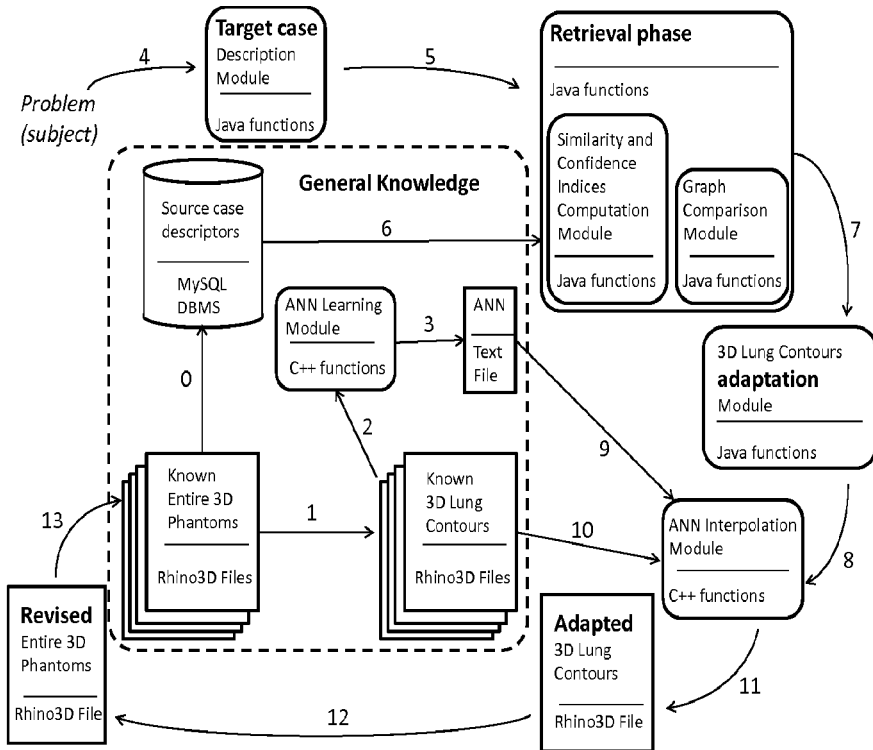 4
Problem
(subject)
Target case
Description
Module
Java functions
5
Retrieval phase
Java functions
Similarity and
Confidence
Indices
Computation
Module
Java functions
Graph
Comparison
Module
Java functions
General Knowledge
Source case
descriptors
MySQL
DBMS
6
7
ANN Learning
Module
C++ functions
3
ANN
Text
File
0
2
9
3D Lung Contours
adaptation
Module
Java functions
Known
Entire 3D
Phantoms
Rhino3D Files
1
Known
3D Lung
Contours
Rhino3D Files
10
ANN Interpolation
Module
C++ functions
8
13
Revised
Entire 3D
Phantoms
Rhino3D File
12
Adapted
3D Lung
Contours
Rhino3D File
11